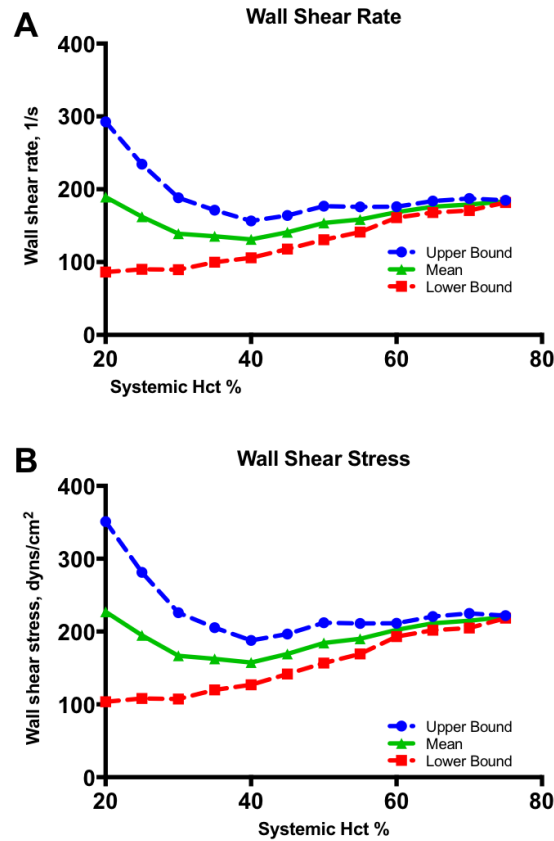 A
Wall Shear Rate
400
300
200
100
0
Wall shear rate, 1/s
Upper Bound
Mean
Lower Bound
20
40
60
80
Systemic Hct %
B
Wall Shear Stress
400
300
200
100
0
Wall shear stress, dyns/cm²
Upper Bound
Mean
Lower Bound
20
40
60
80
Systemic Hct %